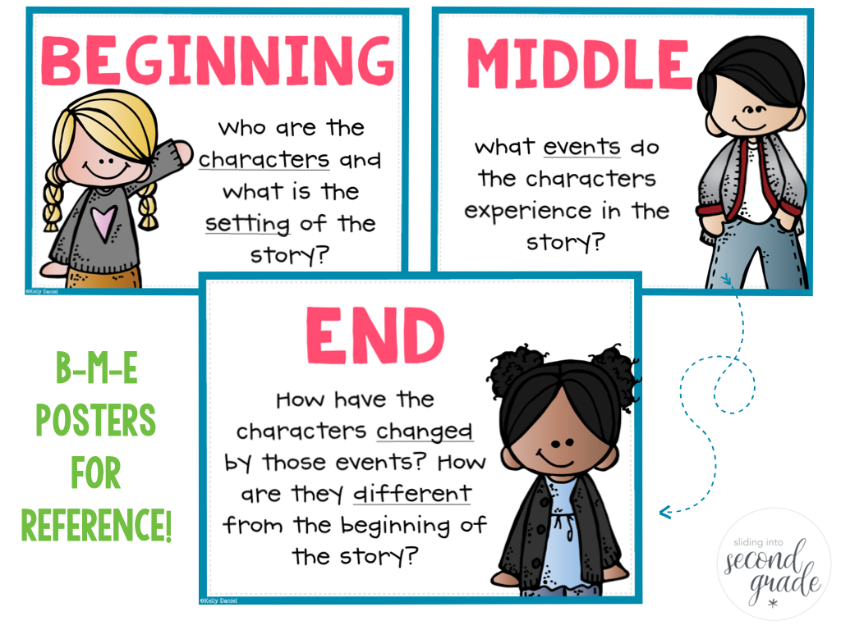 BEGINNING
Who are the
characters and
what is the
setting of the
story?
©Kelly Daniel
MIDDLE
What events do
the characters
experience in the
story?
END
How have the
characters changed
by those events? How
are they different
from the beginning of
the story?
©Kelly Daniel
B-M-E
POSTERS
FOR
REFERENCE!
sliding into
second
grade
*